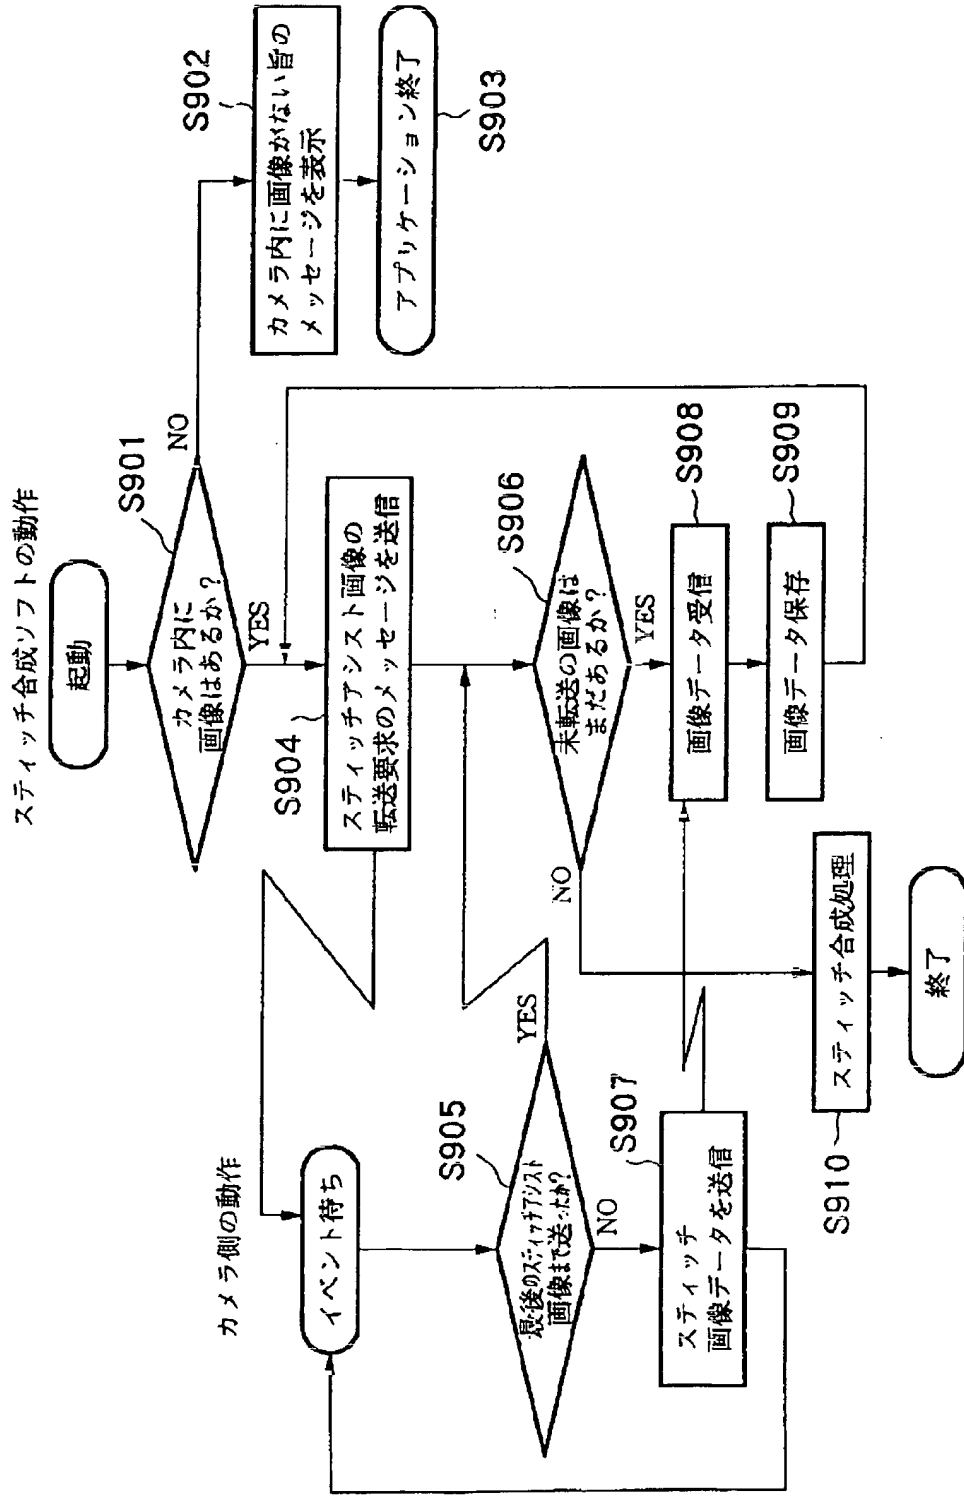 スティッチ合成ソフトの動作
起動
カメラ内に
画像はあるか?
S901
NO
YES
カメラ内に画像がない旨の
メッセージを表示
S902
アプリケーション終了
S903
スティッチアシスト画像の
転送要求のメッセージを送信
S904
カメラ側の動作
イベント待ち
最後のスティッチアシスト
画像まで送ったか?
S905
YES
NO
未転送の画像は
まだあるか?
S906
YES
NO
スティッチ
画像データを送信
S907
画像データ受信
S908
画像データ保存
S909
スティッチ合成処理
S910
終了